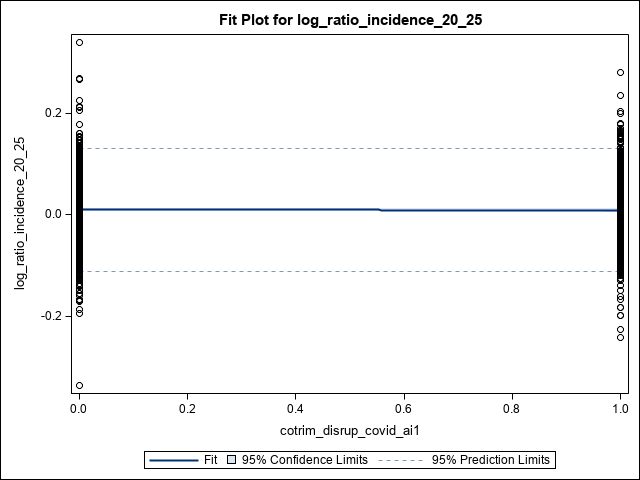 Fit Plot for log_ratio_incidence_20_25
log_ratio_incidence_20_25
0.2
0.0
-0.2
0.0 0.2 0.4 0.6 0.8 1.0
cotrim_disrup_covid_ai1
Fit 95% Confidence Limits 95% Prediction Limits